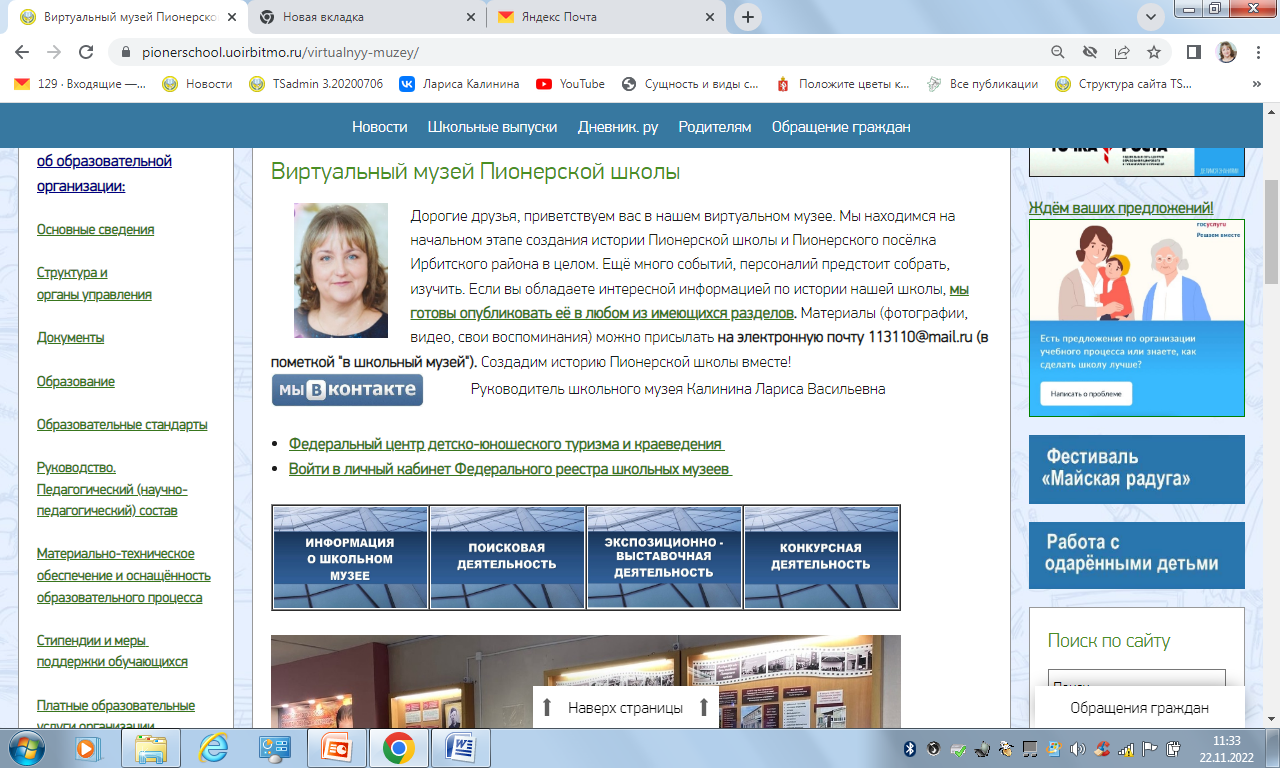 Виртуальный музей Пионерско
Новая вкладка
Яндекс Почта
pionerschool.uoirbitmo.ru/virtualnyy-muzey/
129 · Входящие —...
Новости
TSadmin 3.20200706
Лариса Калинина
YouTube
Сущность и виды с...
Положите цветы к...
Все публикации
Структура сайта TS...
»
Новости
Школьные выпуски
Дневник. ру
Родителям
Обращение граждан
об образовательной
организации:
Основные сведения
Структура и
органы управления
Документы
Образование
Образовательные стандарты
Руководство.
Педагогический (научно-
педагогический) состав
Материально-техническое
обеспечение и оснащённость
образовательного процесса
Стипендии и меры
поддержки обучающихся
Платные образовательные
услуги организации
Виртуальный музей Пионерской школы
Дорогие друзья, приветствуем вас в нашем виртуальном музее. Мы находимся на
начальном этапе создания истории Пионерской школы и Пионерского посёлка
Ирбитского района в целом. Ещё много событий, персоналий предстоит собрать,
изучить. Если вы обладаете интересной информацией по истории нашей школы, мы
готовы опубликовать её в любом из имеющихся разделов. Материалы (фотографии,
видео, свои воспоминания) можно присылать на электронную почту 113110@mail.ru (в
пометкой "в школьный музей"). Создадим историю Пионерской школы вместе!
мы В контакте
Руководитель школьного музея Калинина Лариса Васильевна
• Федеральный центр детско-юношеского туризма и краеведения
• Войти в личный кабинет Федерального реестра школьных музеев
ИНФОРМАЦИЯ
О ШКОЛЬНОМ
МУЗЕЕ
ПОИСКОВАЯ
ДЕЯТЕЛЬНОСТЬ
ЭКСПОЗИЦИОННО -
ВЫСТАВОЧНАЯ
ДЕЯТЕЛЬНОСТЬ
КОНКУРСНАЯ
ДЕЯТЕЛЬНОСТЬ
Наверх страницы
Ждём ваших предложений!
госуслуги
Решаем вместе
Есть предложения по организации
учебного процесса или знаете, как
сделать школу лучше?
Написать о проблеме
Фестиваль
«Майская радуга»
Работа с
одарёнными детьми
Поиск по сайту
Обращения граждан
11:33
22.11.2022